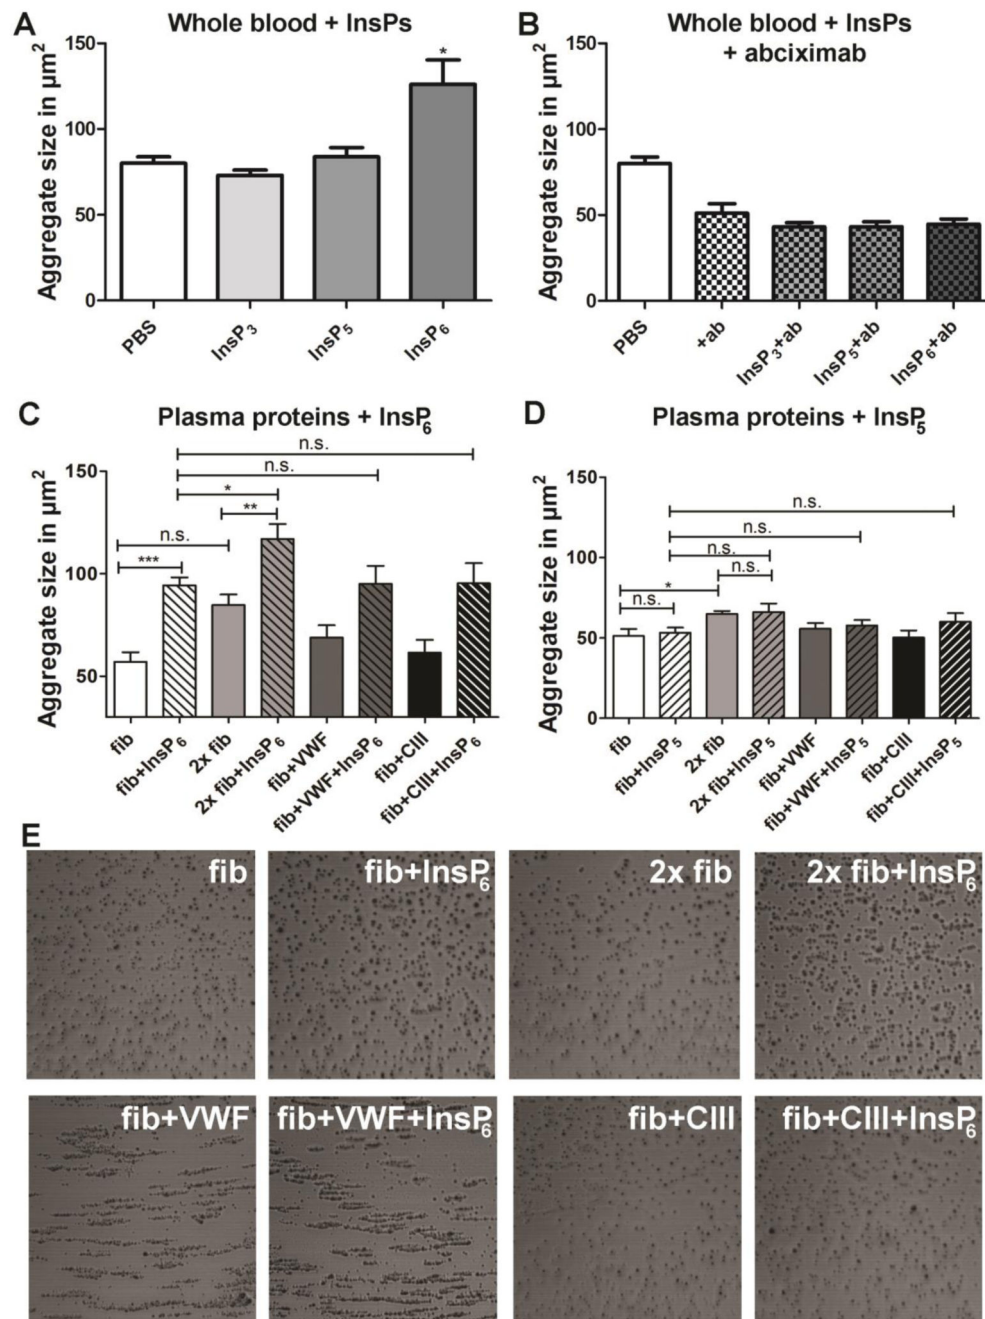 A
Whole blood + InsPs
Aggregate size in µm²
150
100
50
0
*
PBS
InsP₃
InsP₅
InsP₆
B
Whole blood + InsPs
+ abciximab
Aggregate size in µm²
150
100
50
0
PBS
+ab
InsP₃+ab
InsP₅+ab
InsP₆+ab
C
Plasma proteins + InsP₆
Aggregate size in µm²
150
100
50
n.s.
n.s.
*
**
n.s.
***
fib
fib+InsP₆
2x fib
2x fib+InsP₆
fib+VWF
fib+VWF+InsP₆
fib+CIII
fib+CIII+InsP₆
D
Plasma proteins + InsP₅
Aggregate size in µm²
150
100
50
0
n.s.
n.s.
n.s.
n.s.
*
n.s.
fib
fib+InsP₅
2x fib
2x fib+InsP₅
fib+VWF
fib+VWF+InsP₅
fib+CIII
fib+CIII+InsP₅
E
fib
fib+InsP₆
2x fib
2x fib+InsP₆
fib+VWF
fib+VWF+InsP₆
fib+CIII
fib+CIII+InsP₆